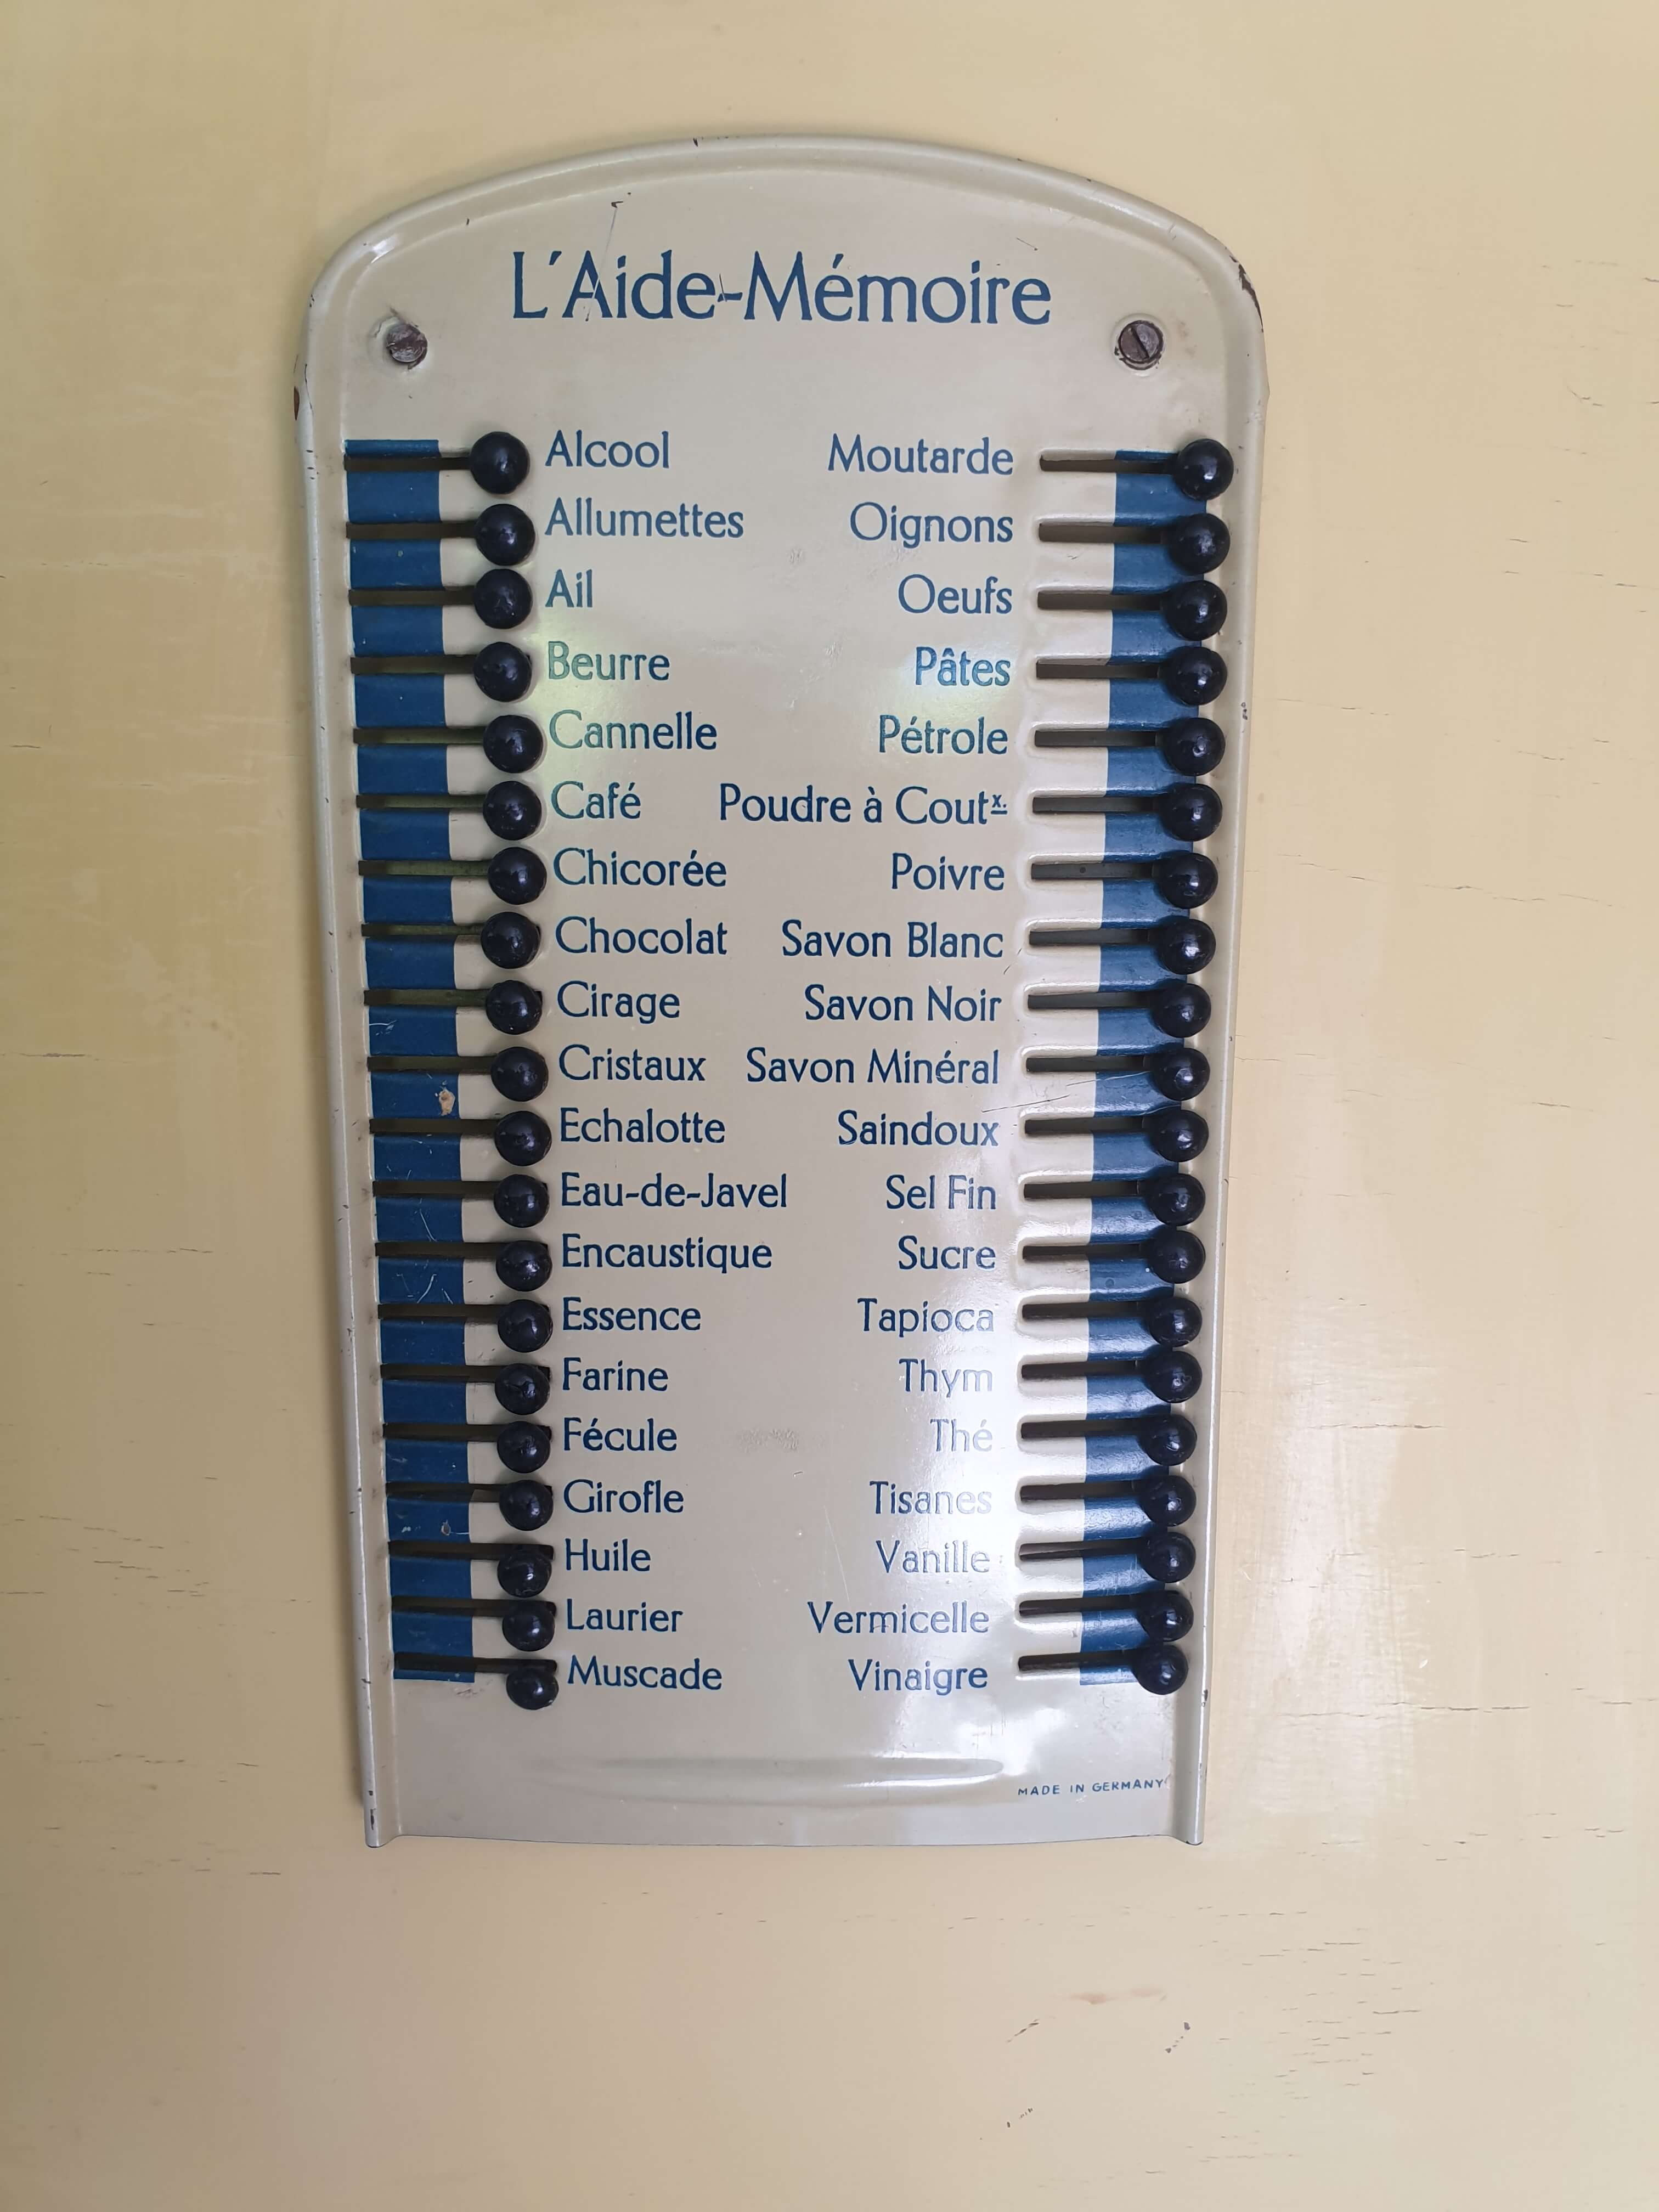 L'Aide-Mémoire
Alcool
Allumettes
Ail
Beurre
Cannelle
Café
Chicorée
Chocolat
Cirage
Cristaux
Echalotte
Eau-de-Javel
Encaustique
Essence
Farine
Fécule
Girofle
Huile
Laurier
Muscade
Moutarde
Oignons
Oeufs
Pâtes
Pétrole
Poudre à Coutx.
Poivre
Savon Blanc
Savon Noir
Savon Minéral
Saindoux
Sel Fin
Sucre
Tapioca
Thym
Thé
Tisanes
Vanille
Vermicelle
Vinaigre
MADE IN GERMANY